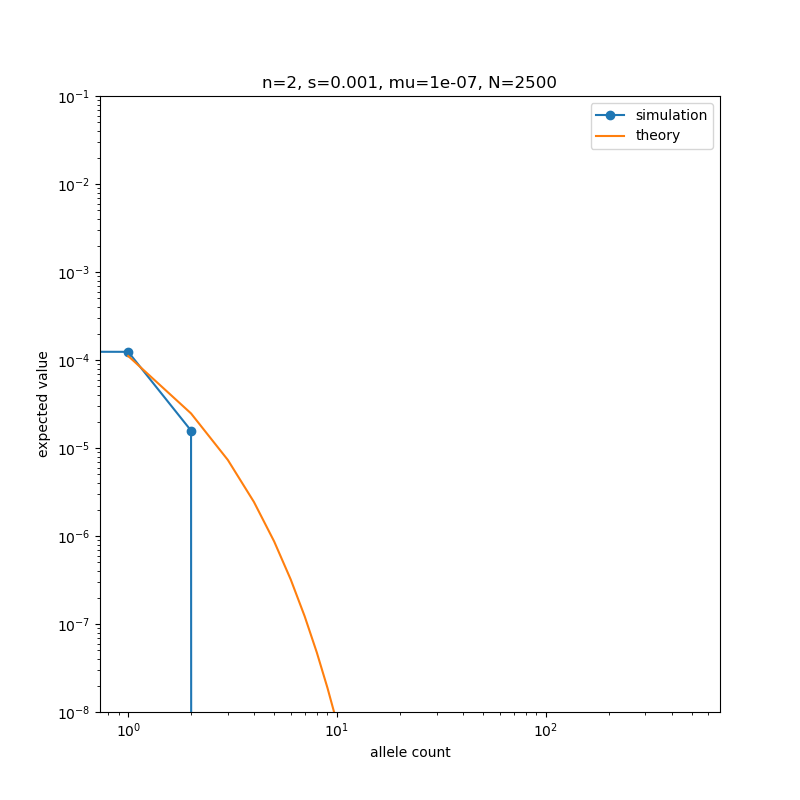 n=2, s=0.001, mu=1e-07, N=2500
simulation
theory
10⁻¹
10⁻²
10⁻³
10⁻⁴
10⁻⁵
10⁻⁶
10⁻⁷
10⁻⁸
expected value
10⁰ 10¹ 10²
allele count